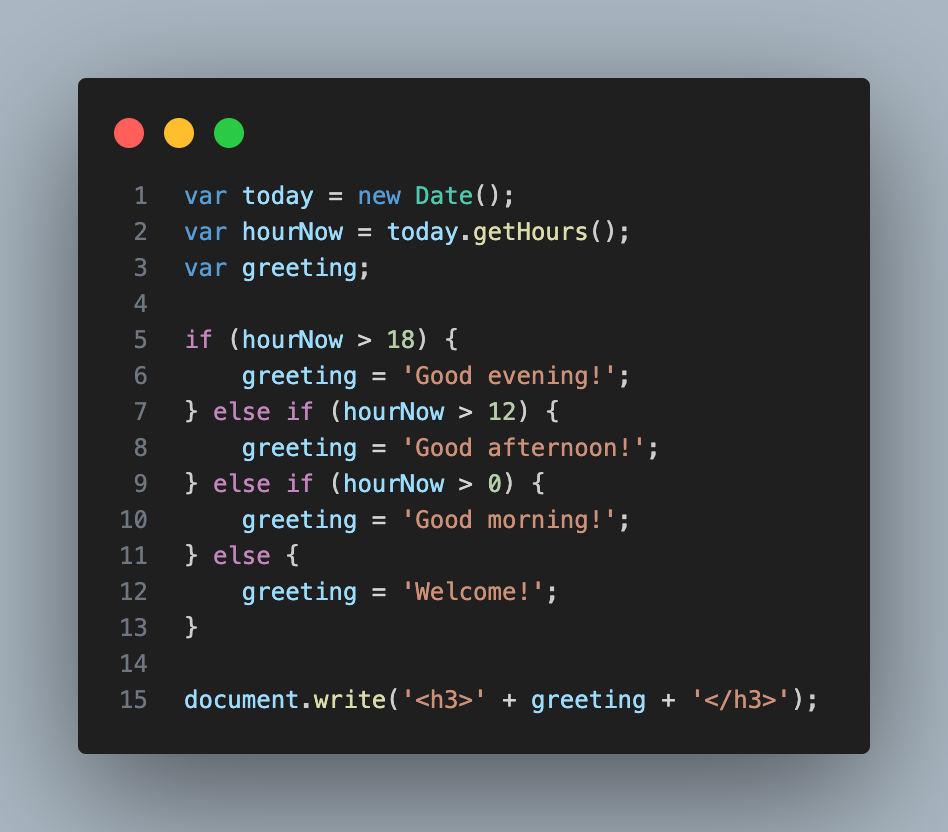 1 var today = new Date();
2 var hourNow = today.getHours();
3 var greeting;
4
5 if (hourNow > 18) {
6     greeting = 'Good evening!';
7 } else if (hourNow > 12) {
8     greeting = 'Good afternoon!';
9 } else if (hourNow > 0) {
10     greeting = 'Good morning!';
11 } else {
12     greeting = 'Welcome!';
13 }
14
15 document.write('<h3>' + greeting + '</h3>');